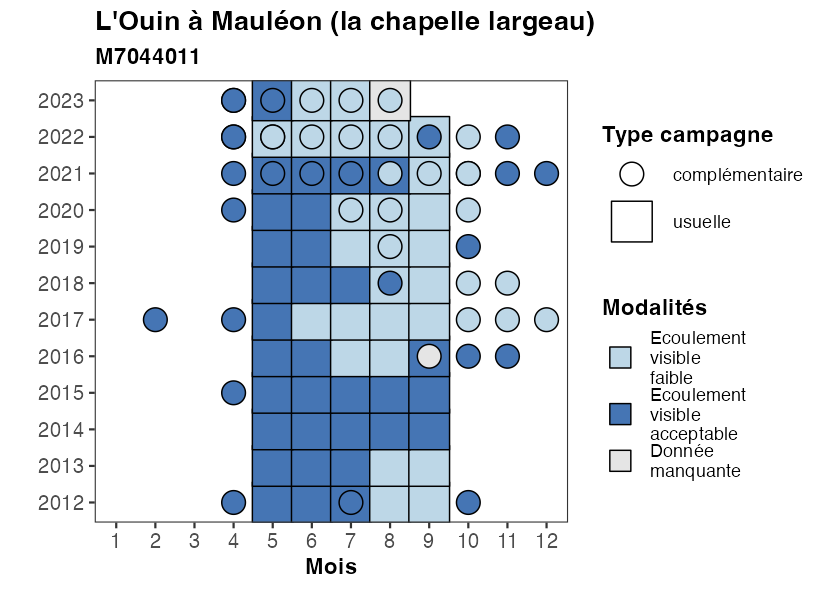 L'Ouin à Mauléon (la chapelle largeau)
M7044011
2023
2022
2021
2020
2019
2018
2017
2016
2015
2014
2013
2012
1 2 3 4 5 6 7 8 9 10 11 12
Mois
Type campagne
complémentaire
usuelle
Modalités
Ecoulement
visible
faible
Ecoulement
visible
acceptable
Donnée
manquante